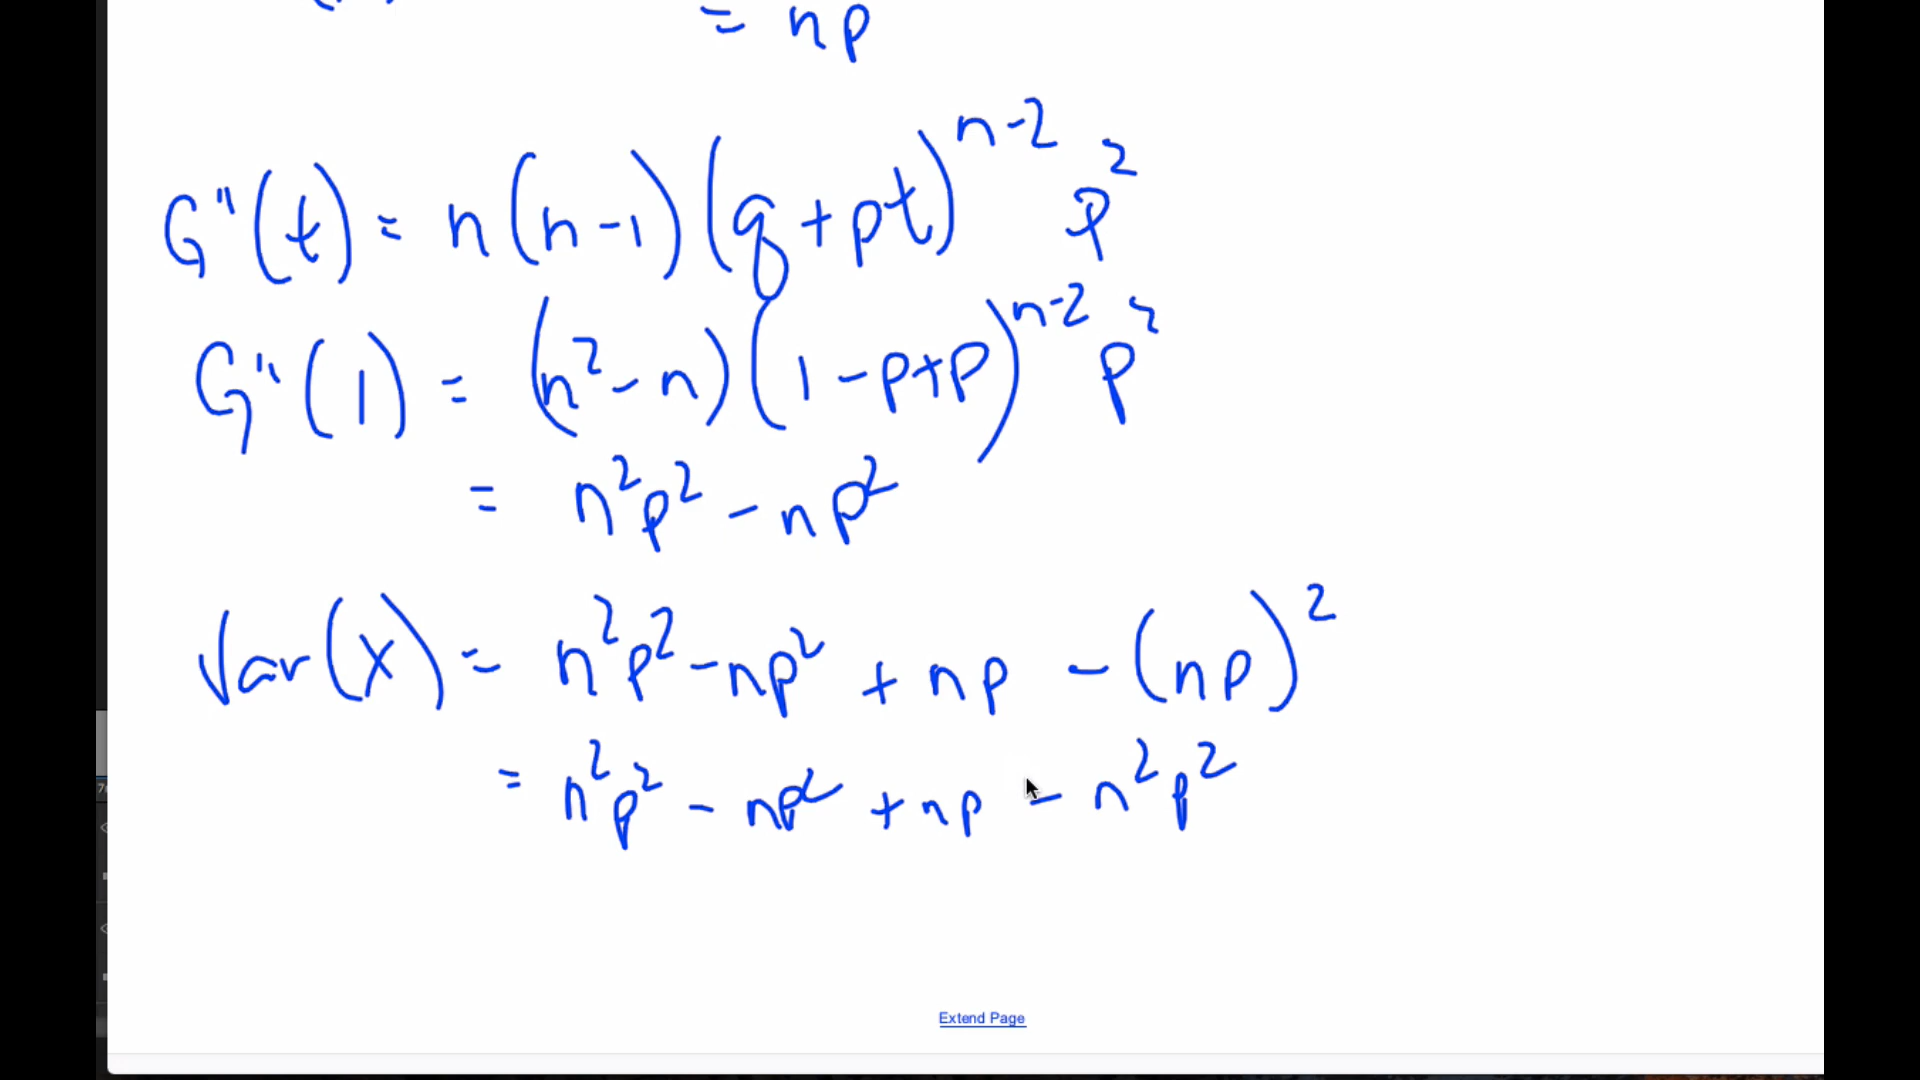 = np
G"(t) = n(n-1)(q+pt)^{n-2} p^2
G"(1) = (n^2-n)(1-p+p)^{n-2} p^2
= n^2p^2 - np^2
Var(X) = n^2p^2 - np^2 + np - (np)^2
= n^2p^2 - np^2 + np - n^2p^2
Extend Page